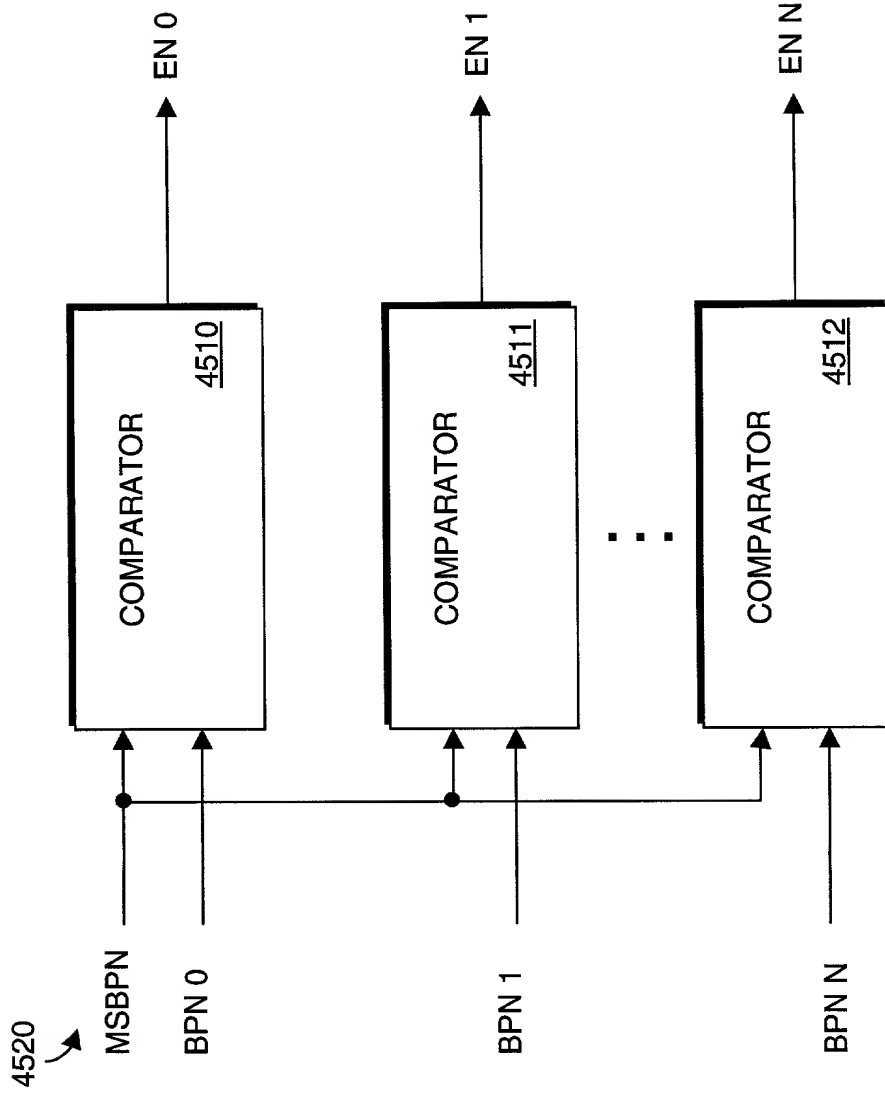 4520
MSBPN
BPN 0
COMPARATOR
4510
EN 0
BPN 1
COMPARATOR
4511
EN 1
. . .
BPN N
COMPARATOR
4512
EN N